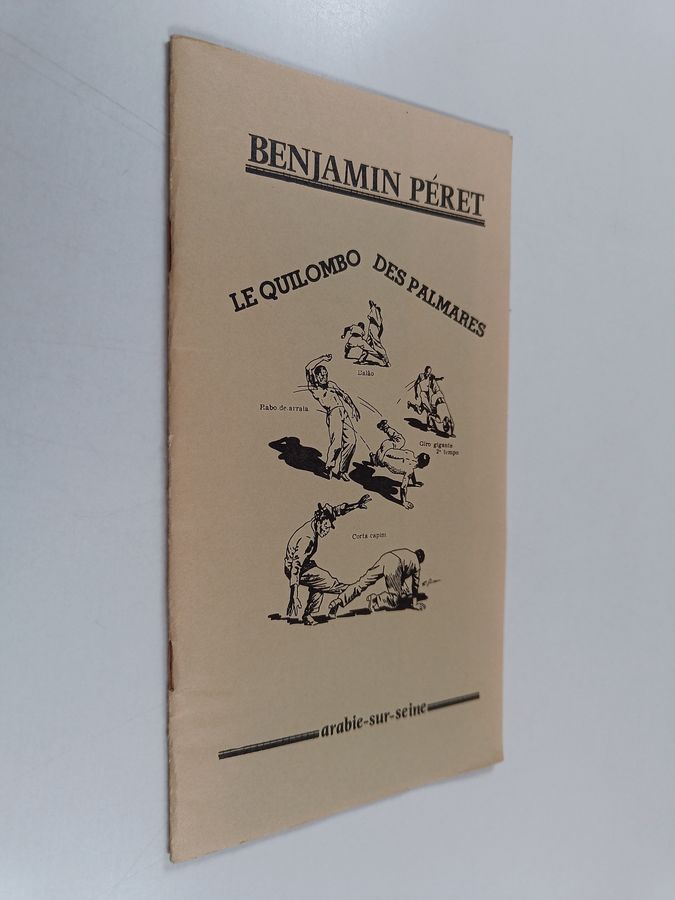 BENJAMIN PÉRET
LE QUILOMBO DES PALMARES
Balão
Rabo de arraia
Giro gigante
2º tempo
Corta capim
arabie-sur-seine